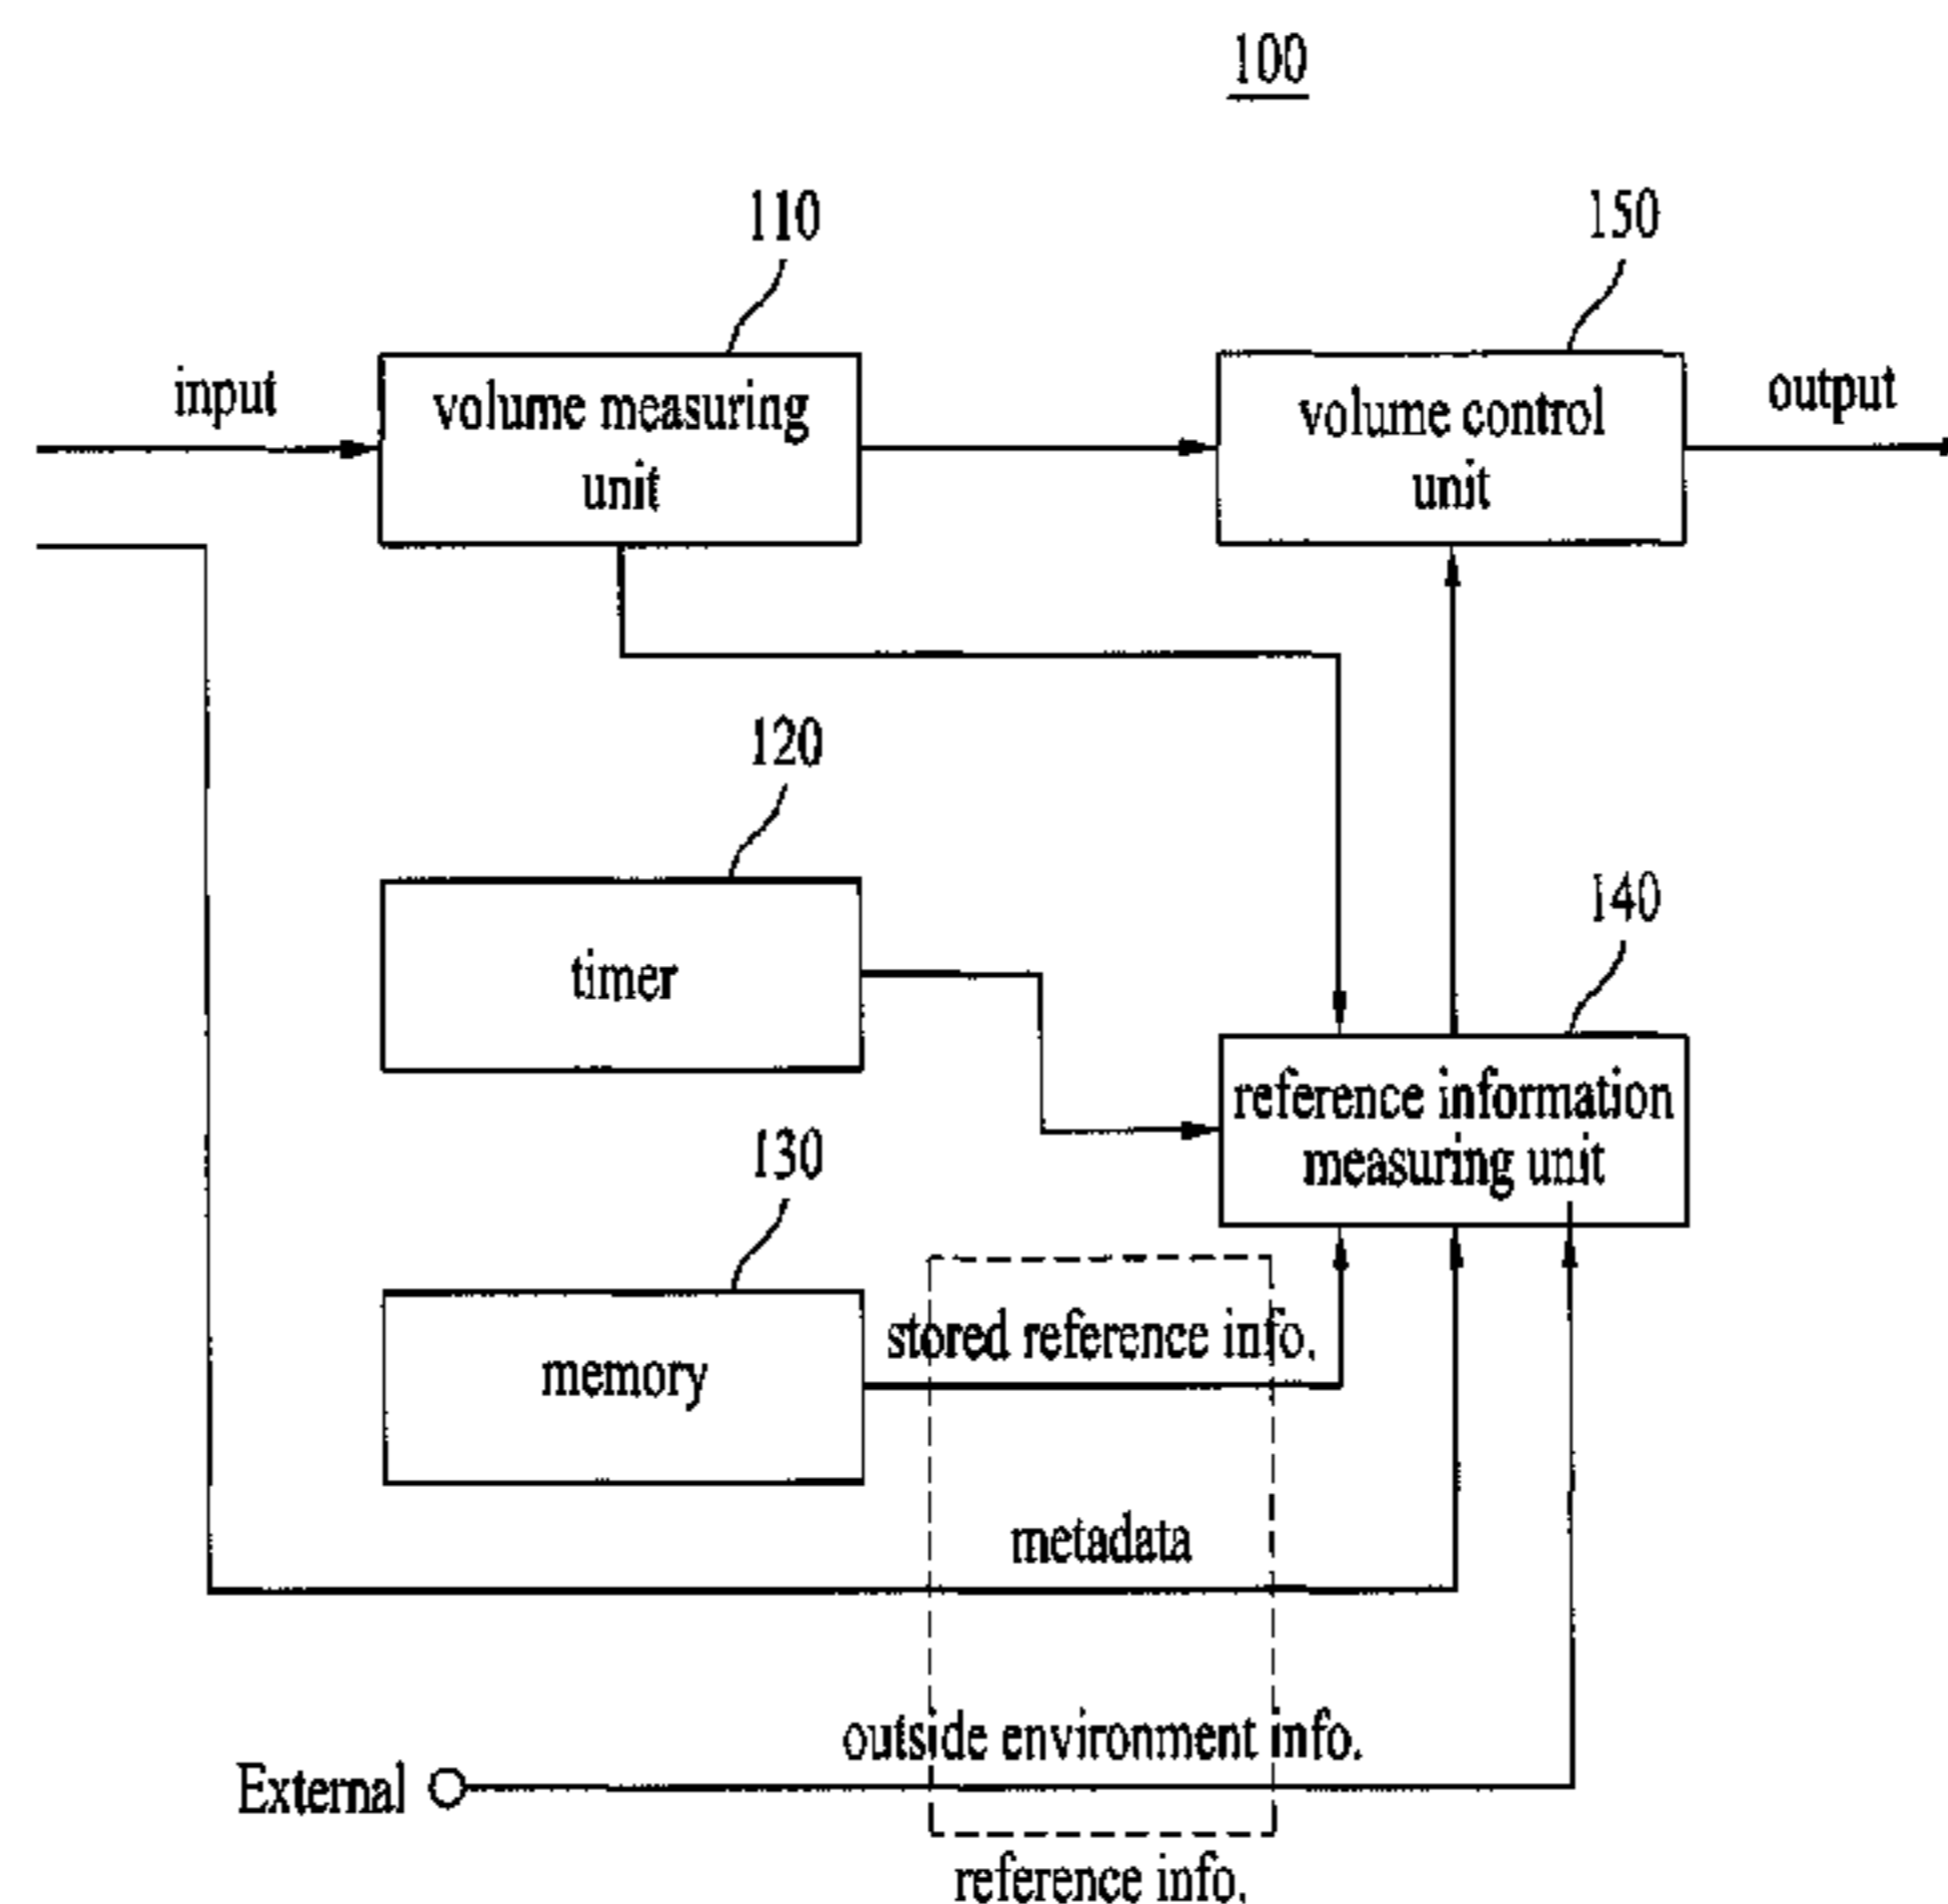 100
110
150
input
volume measuring
unit
volume control
unit
output
120
timer
140
reference information
measuring unit
130
memory
stored reference info.
metadata
outside environment info.
External
reference info.